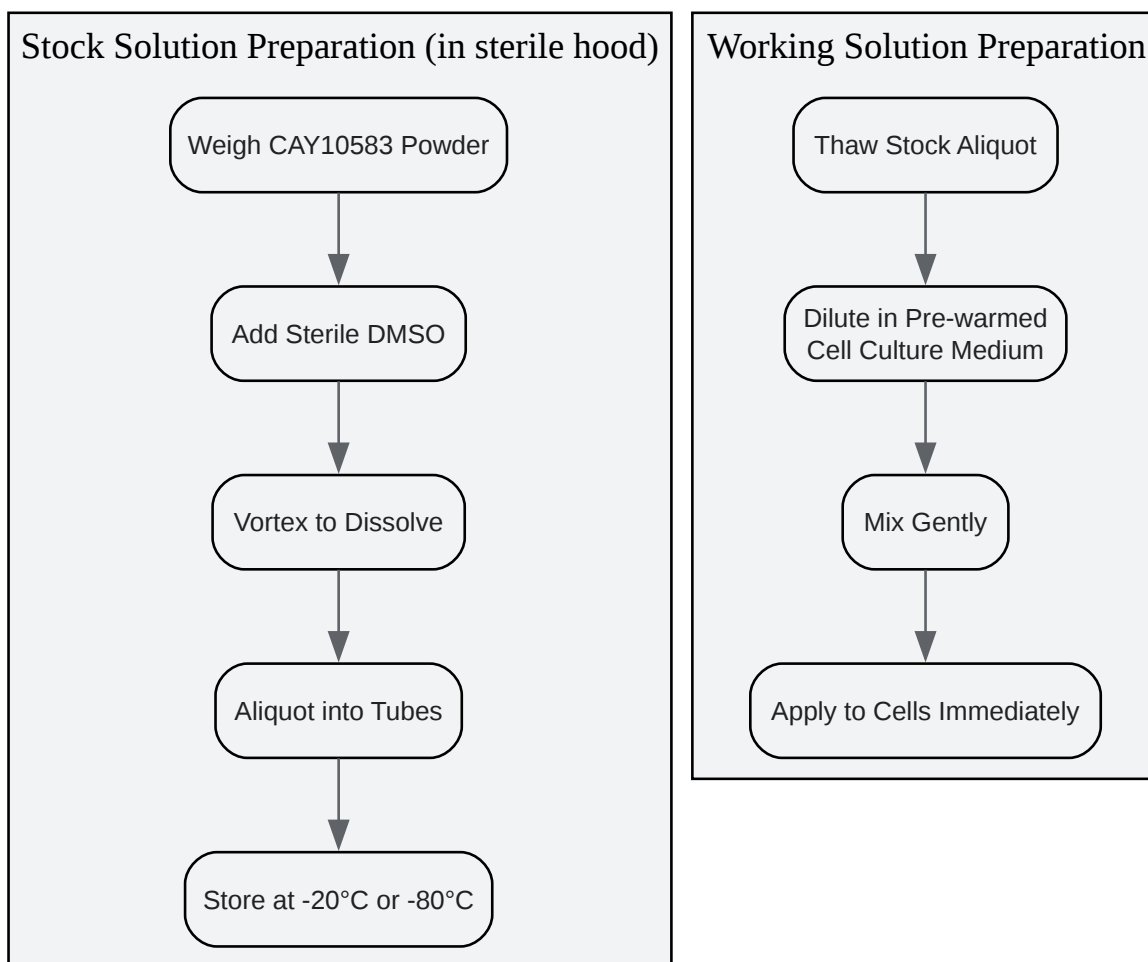 Stock Solution Preparation (in sterile hood)
Weigh CAY10583 Powder
Add Sterile DMSO
Vortex to Dissolve
Aliquot into Tubes
Store at -20°C or -80°C
Working Solution Preparation
Thaw Stock Aliquot
Dilute in Pre-warmed
Cell Culture Medium
Mix Gently
Apply to Cells Immediately